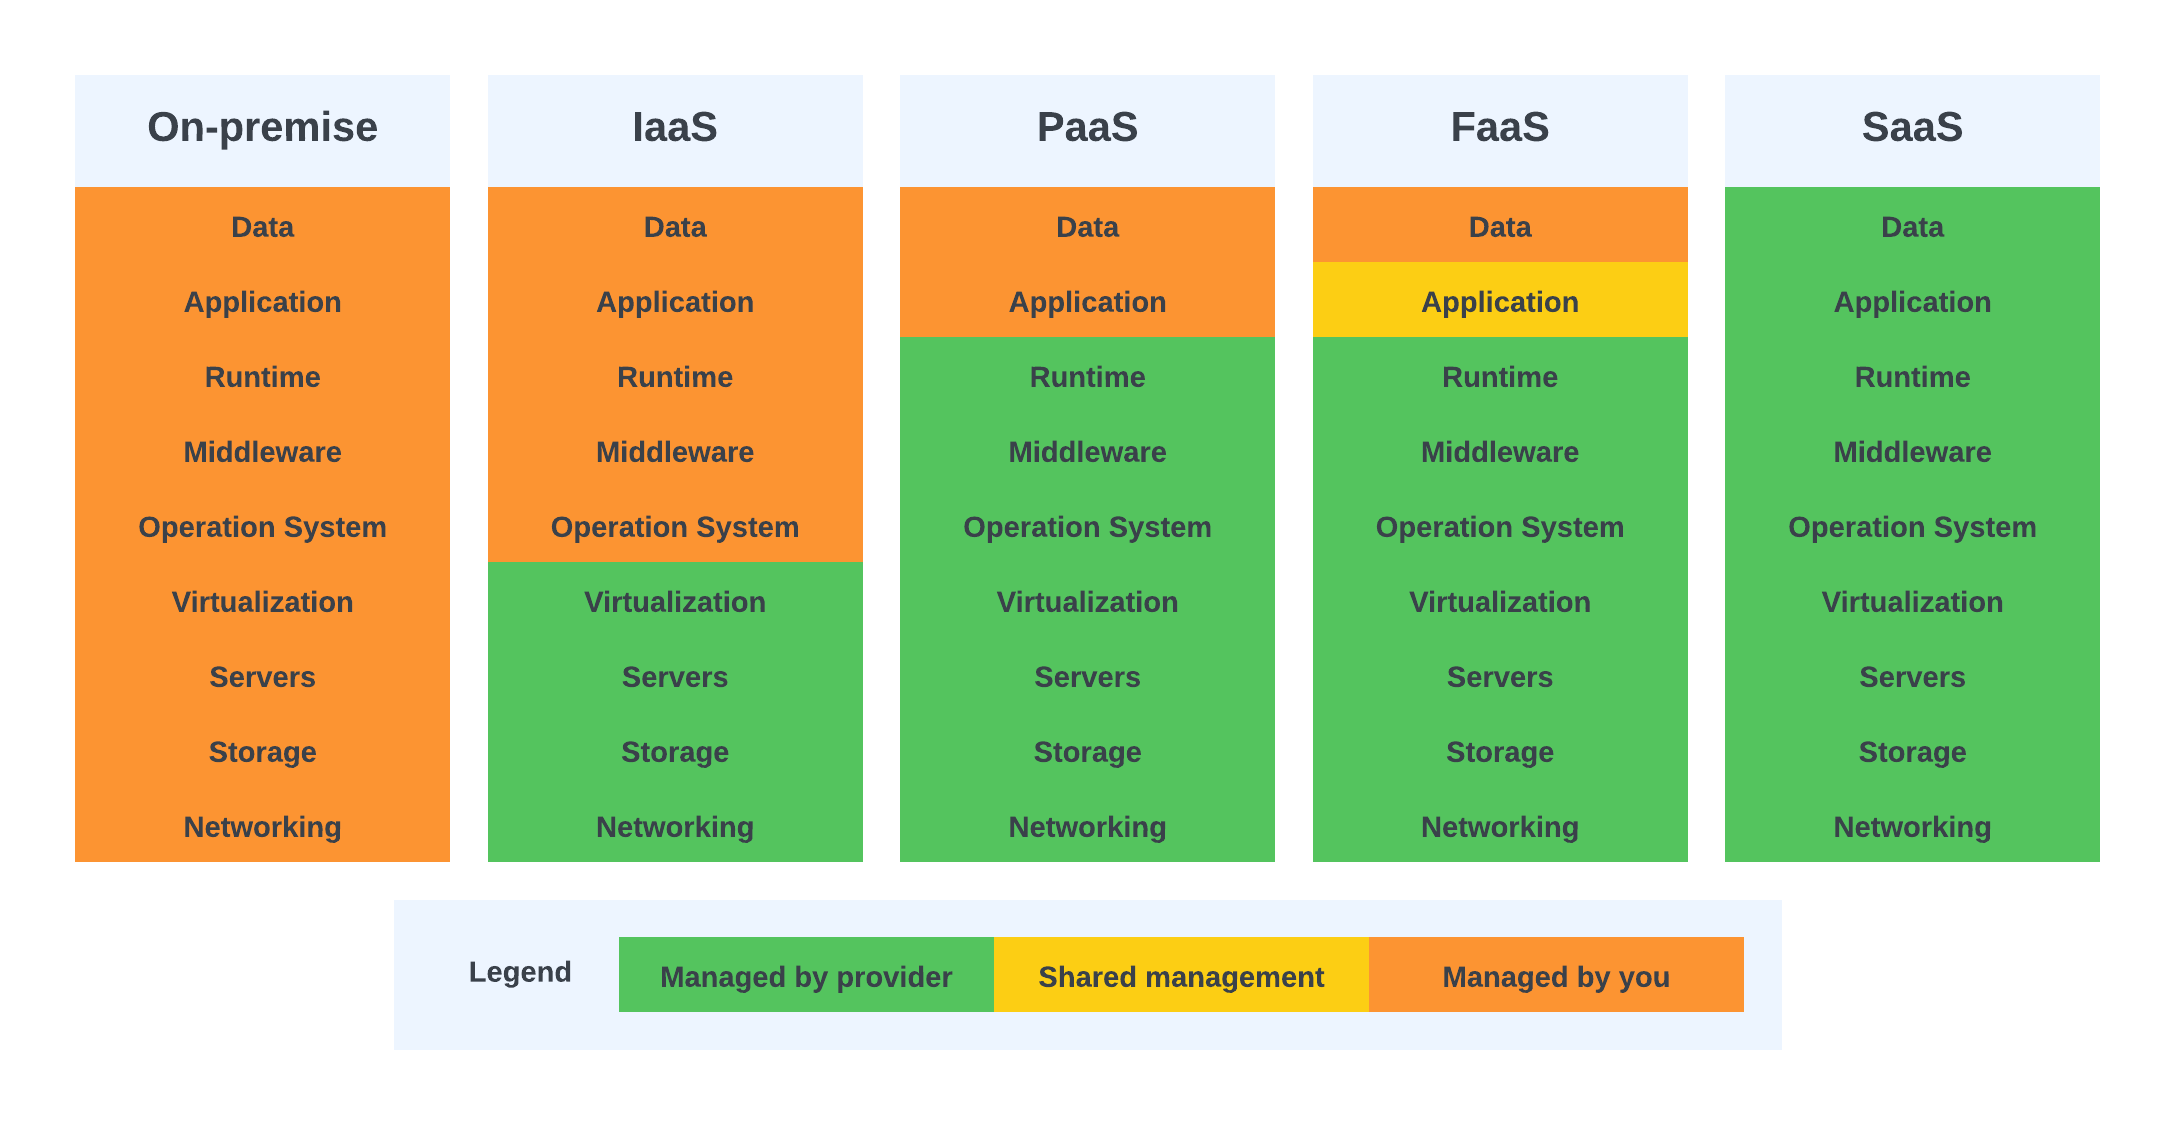 On-premise
Data
Application
Runtime
Middleware
Operation System
Virtualization
Servers
Storage
Networking
IaaS
Data
Application
Runtime
Middleware
Operation System
Virtualization
Servers
Storage
Networking
PaaS
Data
Application
Runtime
Middleware
Operation System
Virtualization
Servers
Storage
Networking
FaaS
Data
Application
Runtime
Middleware
Operation System
Virtualization
Servers
Storage
Networking
SaaS
Data
Application
Runtime
Middleware
Operation System
Virtualization
Servers
Storage
Networking
Legend
Managed by provider
Shared management
Managed by you